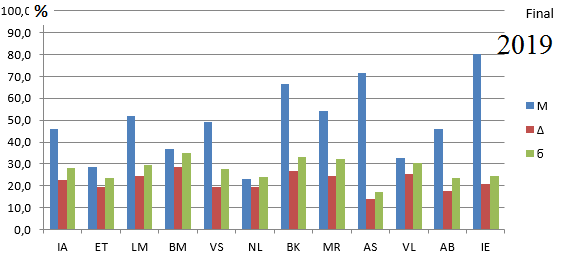 100,0 % Final
90,0 2019
80,0
70,0
60,0
50,0 M
40,0 Δ
30,0 б
20,0
10,0
0,0
IA ET LM BM VS NL BK MR AS VL AB IE